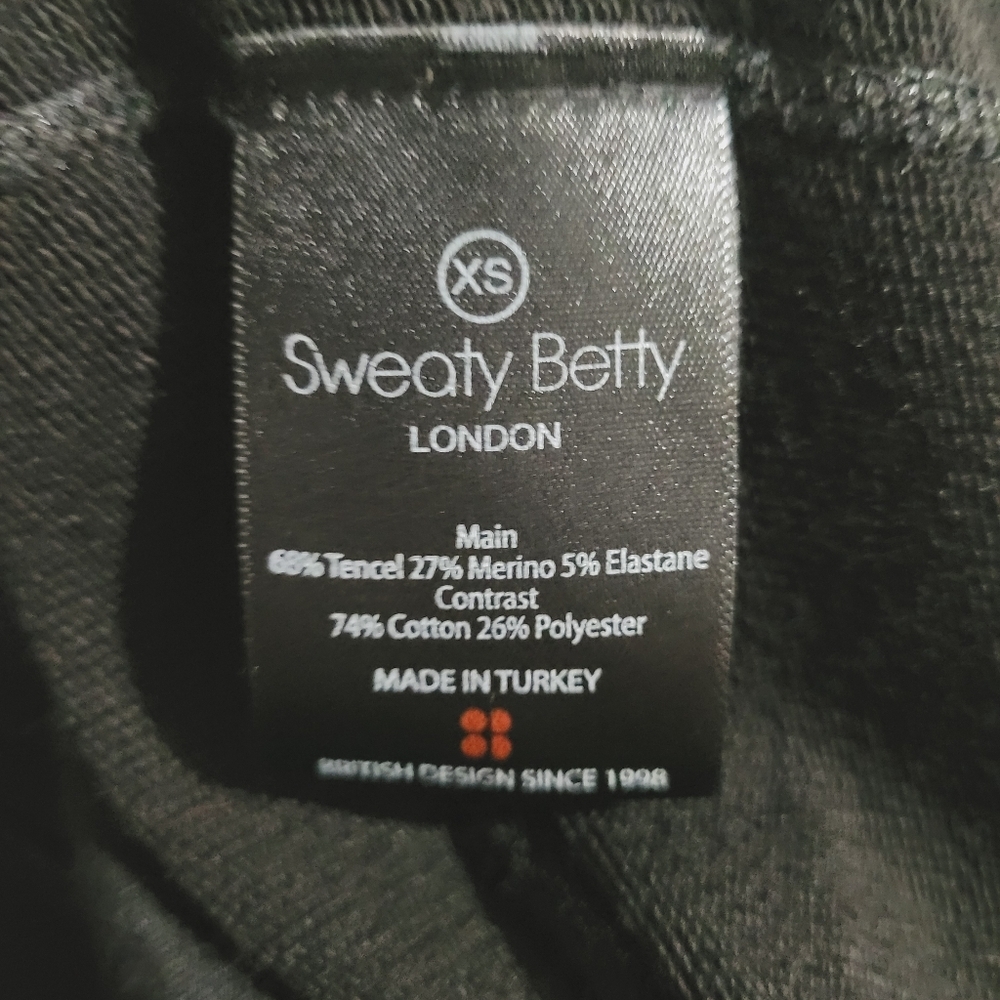 XS
Sweaty Betty
LONDON
Main
68% Tencel 27% Merino 5% Elastane
Contrast
74% Cotton 26% Polyester
MADE IN TURKEY
BRITISH DESIGN SINCE 1998